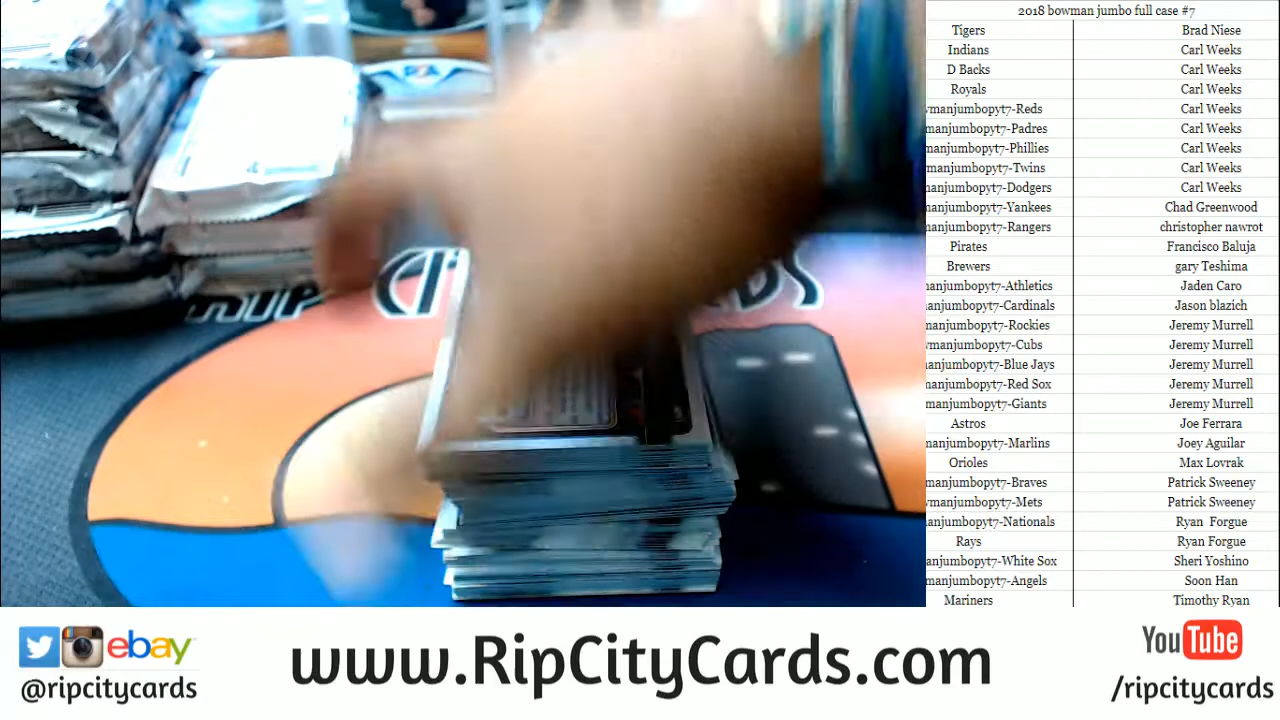 2018 bowman jumbo full case #7
Tigers Brad Niese
Indians Carl Weeks
D Backs Carl Weeks
Royals Carl Weeks
wmanjumbopyt7-Reds Carl Weeks
manjumbopyt7-Padres Carl Weeks
manjumbopyt7-Phillies Carl Weeks
manjumbopyt7-Twins Carl Weeks
manjumbopyt7-Dodgers Carl Weeks
manjumbopyt7-Yankees Chad Greenwood
manjumbopyt7-Rangers christopher nawrot
Pirates Francisco Baluja
Brewers gary Teshima
manjumbopyt7-Athletics Jaden Caro
manjumbopyt7-Cardinals Jason blazich
manjumbopyt7-Rockies Jeremy Murrell
wmanjumbopyt7-Cubs Jeremy Murrell
manjumbopyt7-Blue Jays Jeremy Murrell
manjumbopyt7-Red Sox Jeremy Murrell
manjumbopyt7-Giants Jeremy Murrell
Astros Joe Ferrara
manjumbopyt7-Marlins Joey Aguilar
Orioles Max Lovrak
manjumbopyt7-Braves Patrick Sweeney
wmanjumbopyt7-Mets Patrick Sweeney
anjumbopyt7-Nationals Ryan Forgue
Rays Ryan Forgue
anjumbopyt7-White Sox Sheri Yoshino
manjumbopyt7-Angels Soon Han
Mariners Timothy Ryan
ebay
@ripcitycards
www.RipCityCards.com
YouTube
/ripcitycards